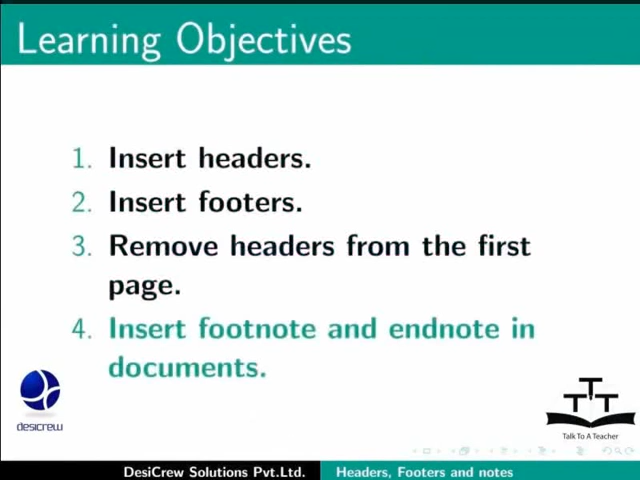 Learning Objectives
1. Insert headers.
2. Insert footers.
3. Remove headers from the first
page.
4. Insert footnote and endnote in
documents.
desicrew
TTT
Talk To A Teacher
DesiCrew Solutions Pvt.Ltd. Headers, Footers and notes